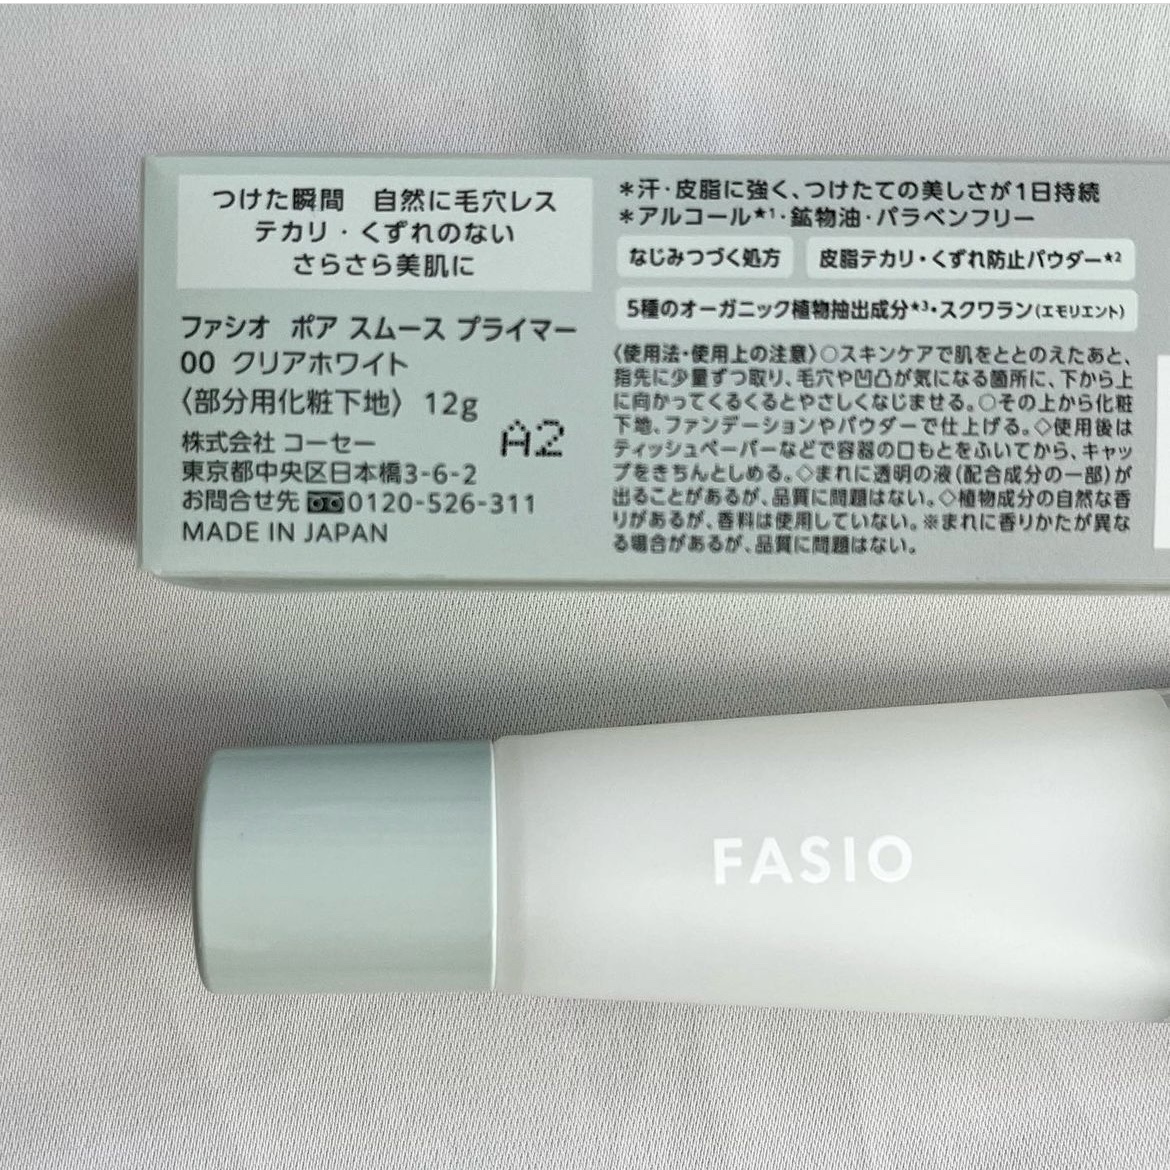 つけた瞬間　自然に毛穴レス
テカリ・くずれのない
さらさら美肌に
ファシオ ポア スムース プライマー
00 クリアホワイト
〈部分用化粧下地〉 12g
A2
株式会社 コーセー
東京都中央区日本橋3-6-2
お問合せ先 0120-526-311
MADE IN JAPAN
＊汗・皮脂に強く、つけたての美しさが1日持続
＊アルコール★1・鉱物油・パラベンフリー
なじみつづく処方
皮脂テカリ・くずれ防止パウダー★2
5種のオーガニック植物抽出成分★3・スクワラン(エモリエント)
〈使用法・使用上の注意〉○スキンケアで肌をととのえたあと、
指先に少量ずつ取り、毛穴や凹凸が気になる箇所に、下から上
に向かってくるくるとやさしくなじませる。○その上から化粧
下地、ファンデーションやパウダーで仕上げる。◇使用後は
ティッシュペーパーなどで容器の口もとをふいてから、キャッ
プをきちんとしめる。◇まれに透明の液(配合成分の一部)が
出ることがあるが、品質に問題はない。◇植物成分の自然な香
りがあるが、香料は使用していない。※まれに香りかたが異な
る場合があるが、品質に問題はない。
FASIO